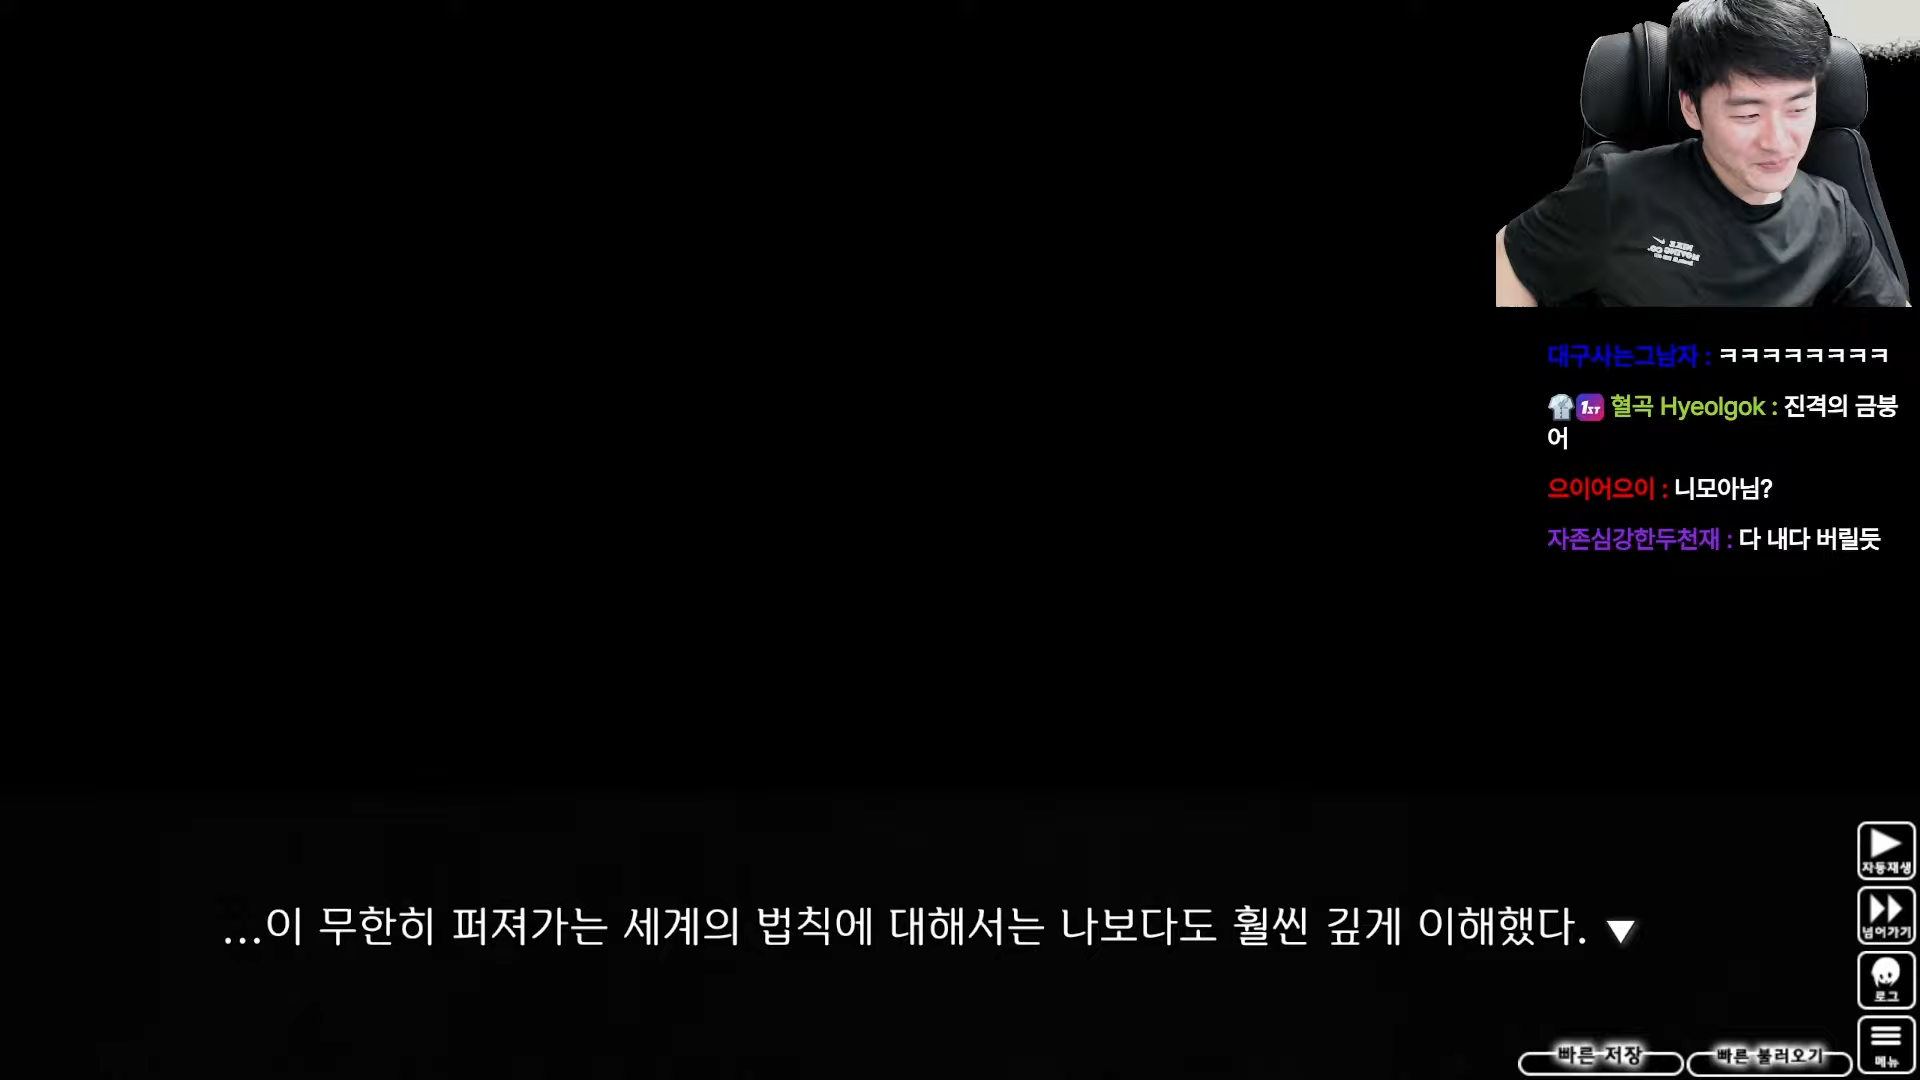 대구사는그남자 : ㅋㅋㅋㅋㅋㅋㅋㅋ
1ST 혈곡 Hyeolgok : 진격의 금붕
어
으이어으이 : 니모아님?
자존심강한두천재 : 다 내다 버릴듯
자동재생
넘어가기
...이 무한히 퍼져가는 세계의 법칙에 대해서는 나보다도 훨씬 깊게 이해했다. ▼
로그
메뉴
빠른 저장
빠른 불러오기